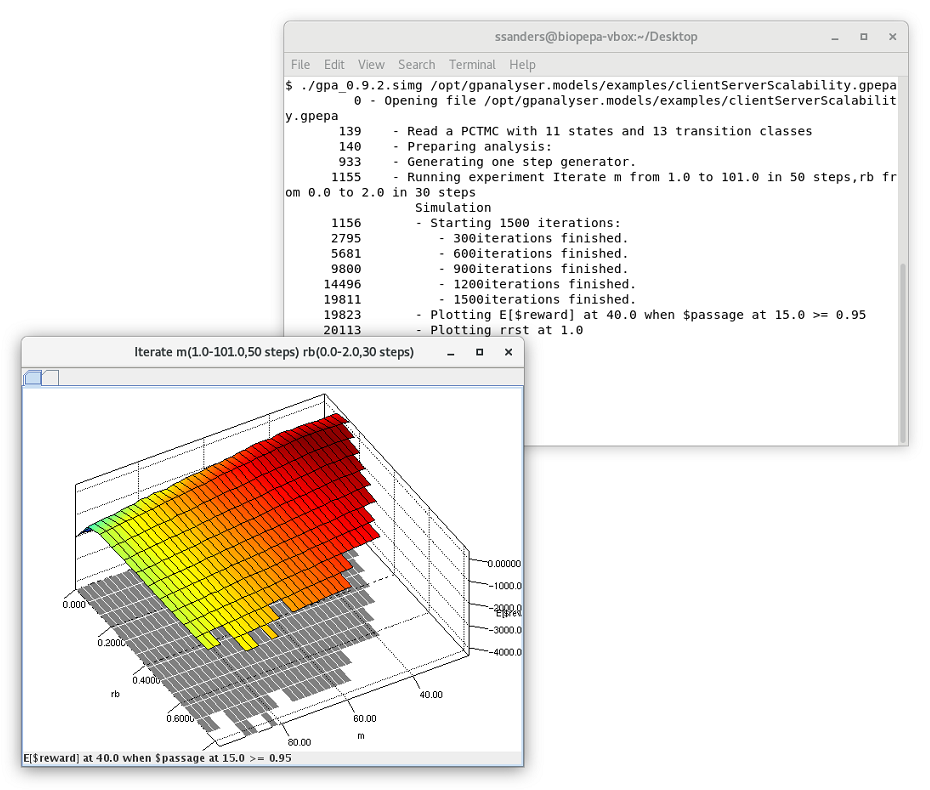 ssanders@biopepa-vbox:~/Desktop
File Edit View Search Terminal Help
$ ./gpa_0.9.2.simg /opt/gpanalyser.models/examples/clientServerScalability.gpepa
0 - Opening file /opt/gpanalyser.models/examples/clientServerScalabilit
y.gpepa
139 - Read a PCTMC with 11 states and 13 transition classes
140 - Preparing analysis:
933 - Generating one step generator.
1155 - Running experiment Iterate m from 1.0 to 101.0 in 50 steps,rb fr
om 0.0 to 2.0 in 30 steps
Simulation
1156 - Starting 1500 iterations:
2795 - 300iterations finished.
5681 - 600iterations finished.
9800 - 900iterations finished.
14496 - 1200iterations finished.
19811 - 1500iterations finished.
19823 - Plotting E[$reward] at 40.0 when $passage at 15.0 >= 0.95
20113 - Plotting rrst at 1.0
Iterate m(1.0-101.0,50 steps) rb(0.0-2.0,30 steps)
0.00000
-1000.0
-2000.0
-3000.0
-4000.0
0.000
0.2000
0.4000
rb
0.6000
40.00
60.00
m
80.00
E[$reward] at 40.0 when $passage at 15.0 >= 0.95